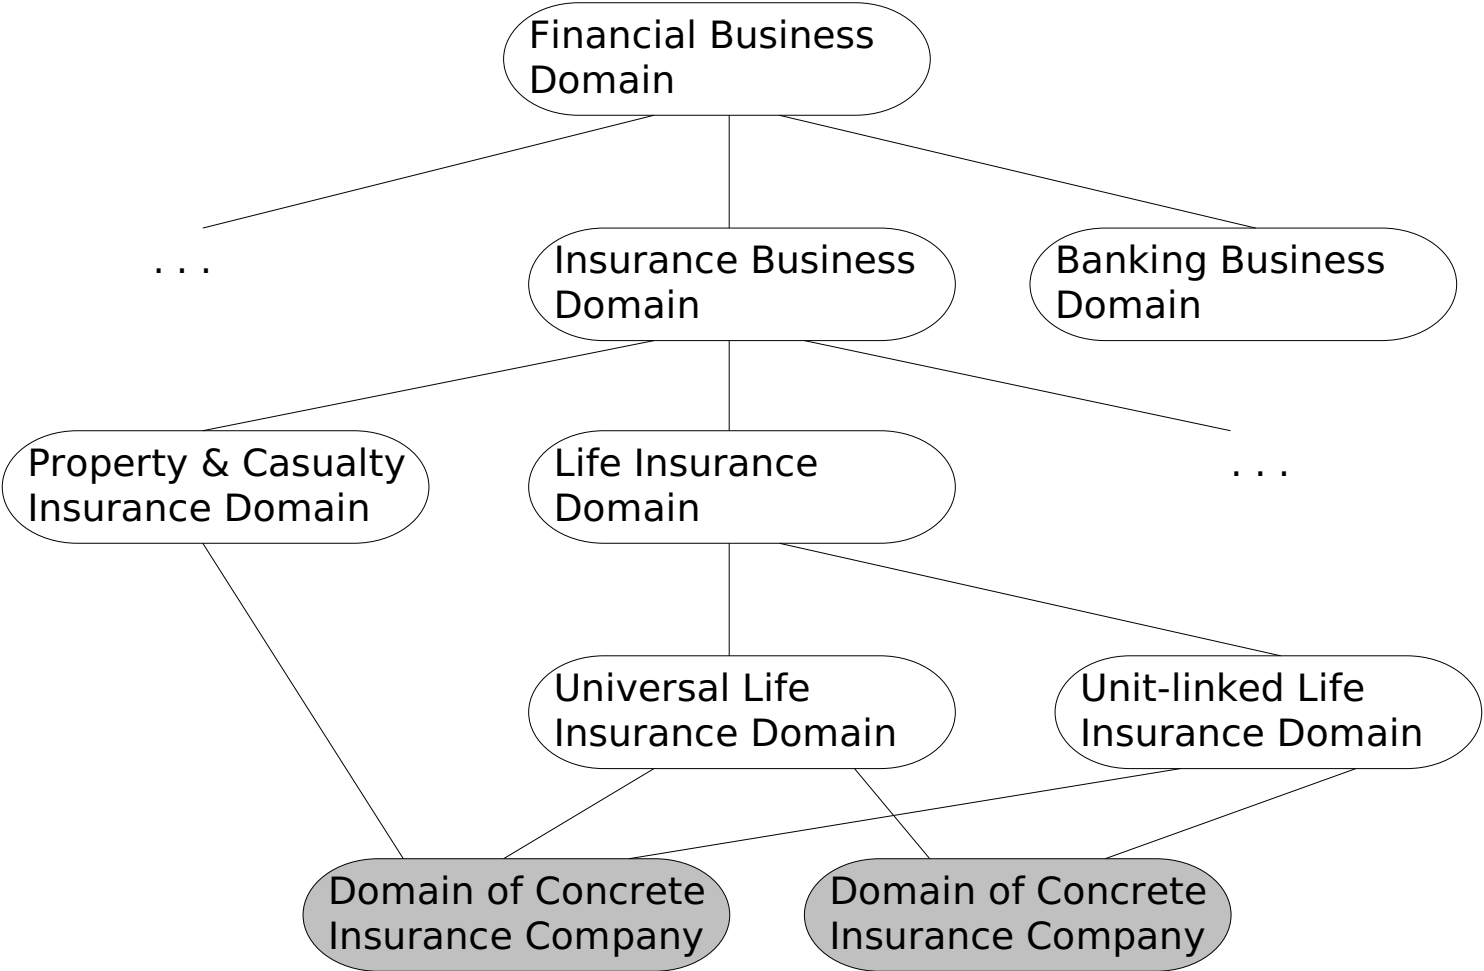 Financial Business
Domain
. . .
Insurance Business
Domain
Banking Business
Domain
Property & Casualty
Insurance Domain
Life Insurance
Domain
. . .
Universal Life
Insurance Domain
Unit-linked Life
Insurance Domain
Domain of Concrete
Insurance Company
Domain of Concrete
Insurance Company